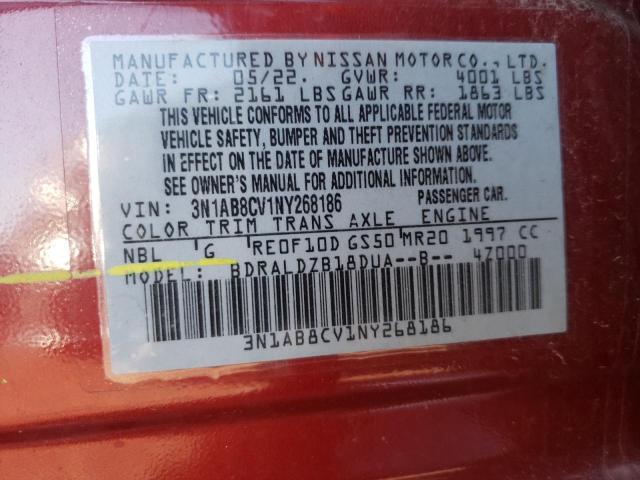 MANUFACTURED BY NISSAN MOTOR CO., LTD.
DATE: 05/22. GVWR: 4001 LBS
GAWR FR: 2161 LBS GAWR RR: 1863 LBS
THIS VEHICLE CONFORMS TO ALL APPLICABLE FEDERAL MOTOR
VEHICLE SAFETY, BUMPER AND THEFT PREVENTION STANDARDS
IN EFFECT ON THE DATE OF MANUFACTURE SHOWN ABOVE.
SEE OWNER'S MANUAL FOR ADDITIONAL INFORMATION.
VIN: 3N1AB8CV1NY268186 PASSENGER CAR.
COLOR TRIM TRANS AXLE ENGINE
NBL G RE0F10D GS50 MR20 1997 CC
MODEL: BDRALDZB18DUA--B-- 4Z000
3N1AB8CV1NY268186